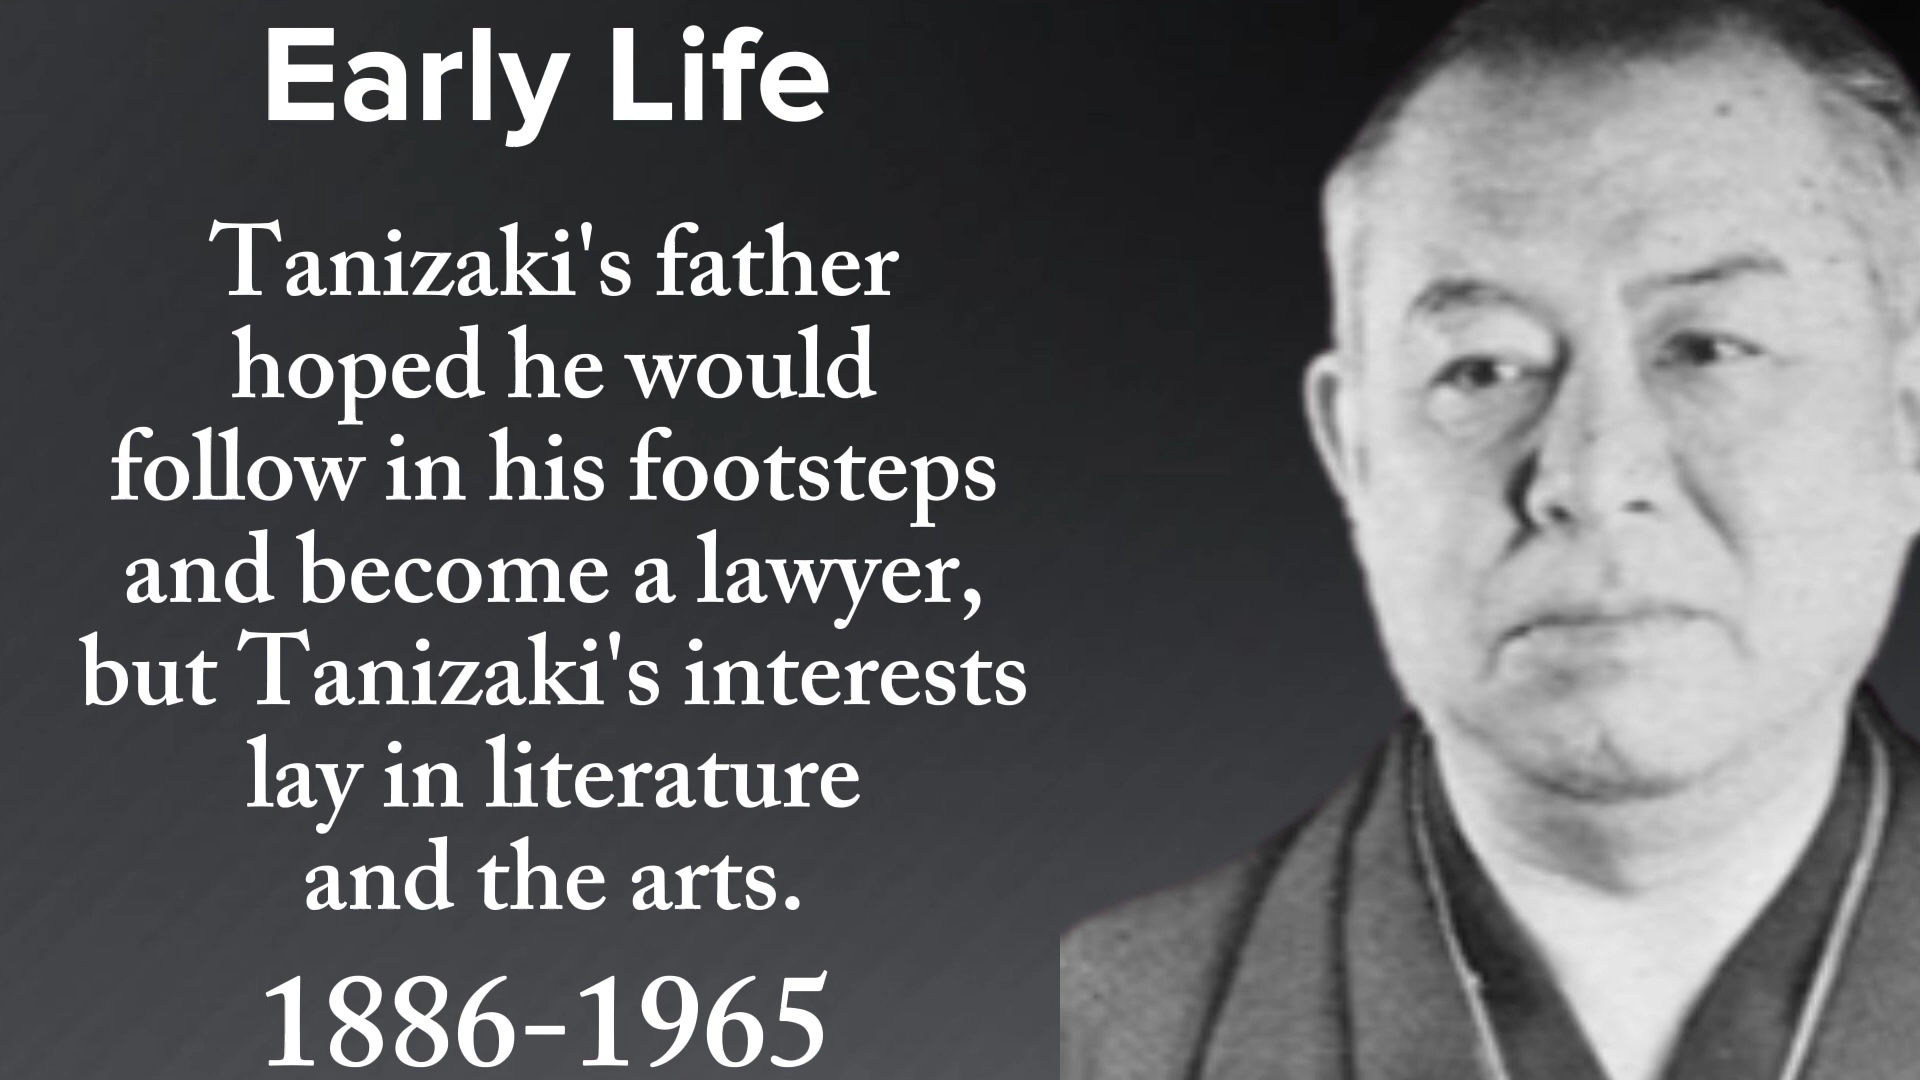 Early Life
Tanizaki's father
hoped he would
follow in his footsteps
and become a lawyer,
but Tanizaki's interests
lay in literature
and the arts.
1886-1965